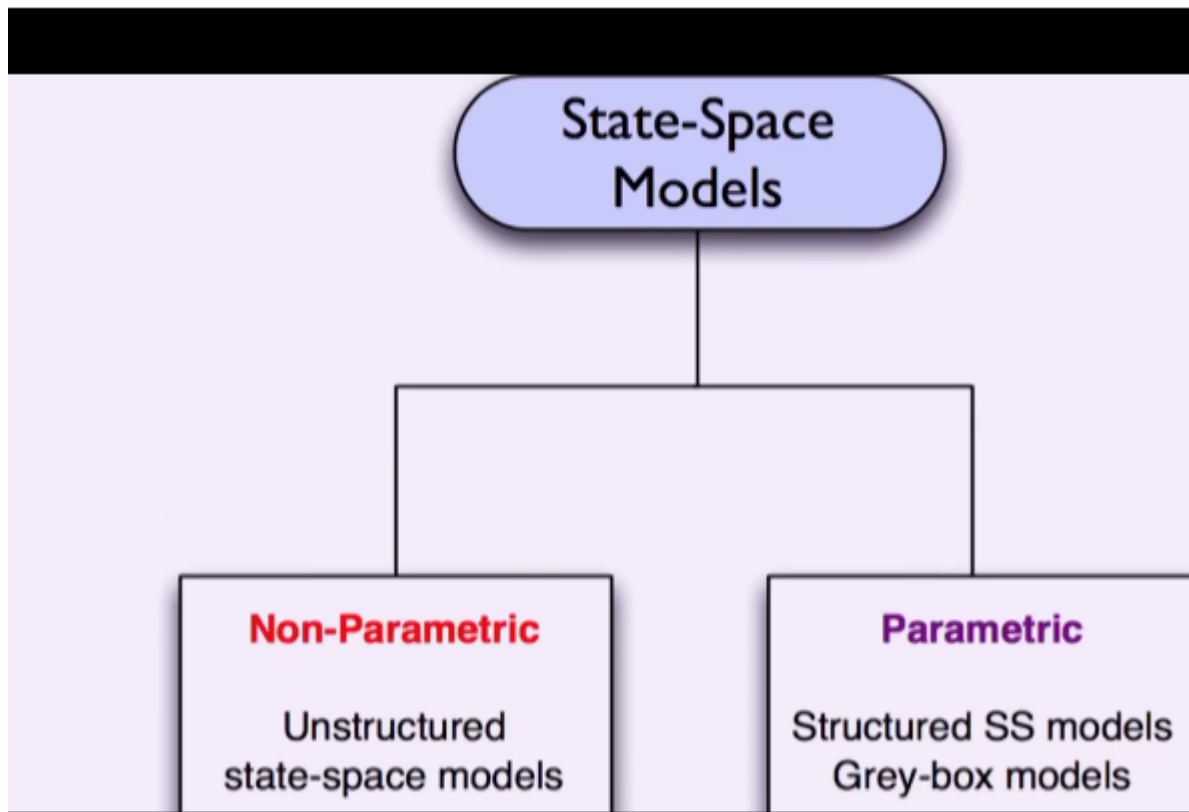 State-Space
Models
Non-Parametric
Unstructured
state-space models
Parametric
Structured SS models
Grey-box models